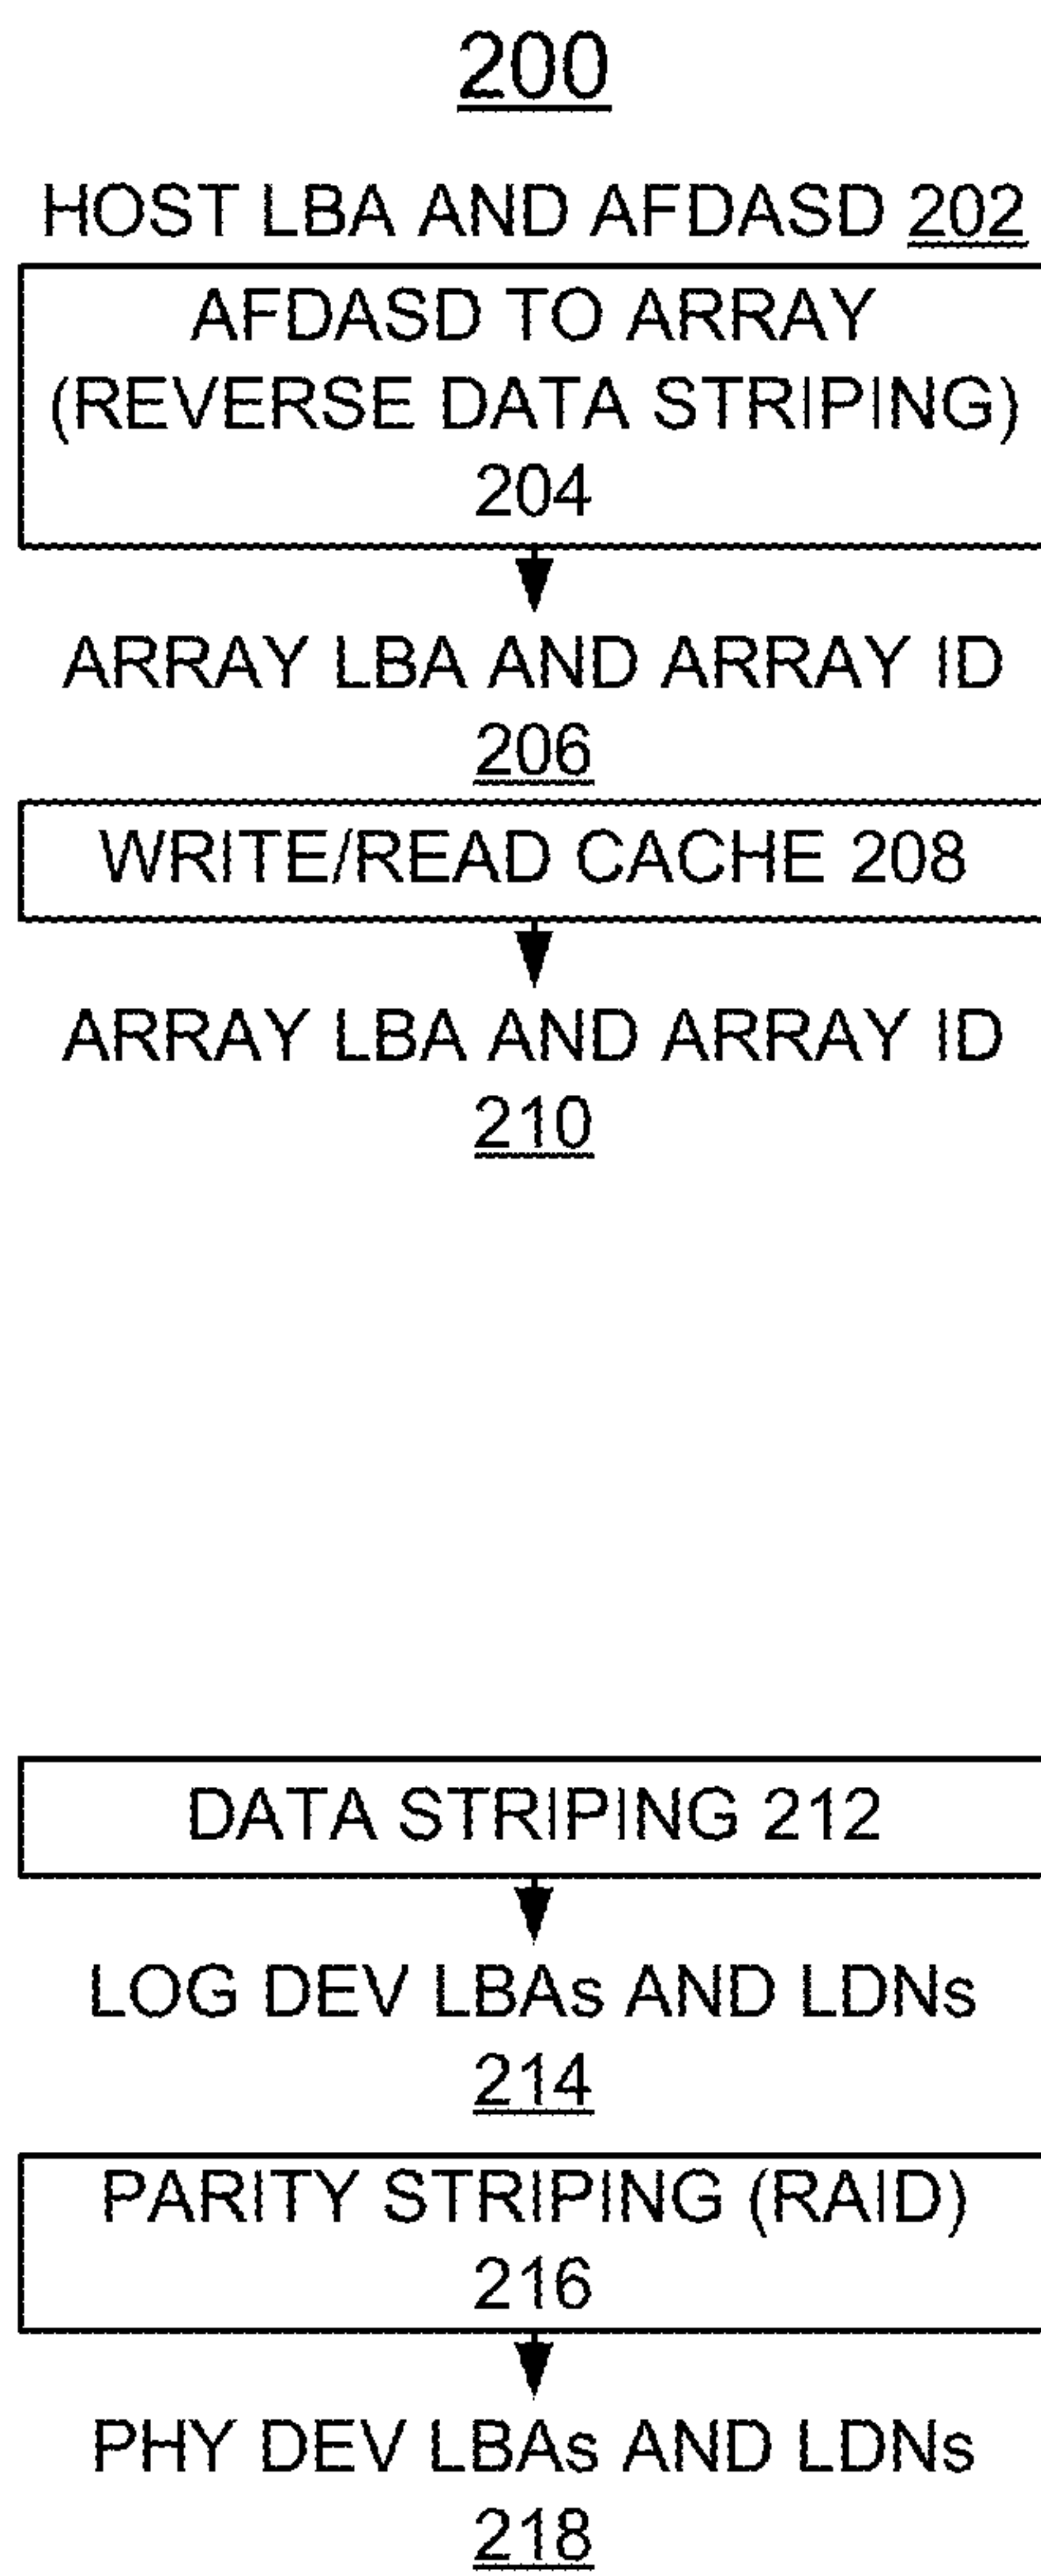 200
HOST LBA AND AFDASD 202
AFDASD TO ARRAY
(REVERSE DATA STRIPING)
204
ARRAY LBA AND ARRAY ID
206
WRITE/READ CACHE 208
ARRAY LBA AND ARRAY ID
210
DATA STRIPING 212
LOG DEV LBAs AND LDNs
214
PARITY STRIPING (RAID)
216
PHY DEV LBAs AND LDNs
218